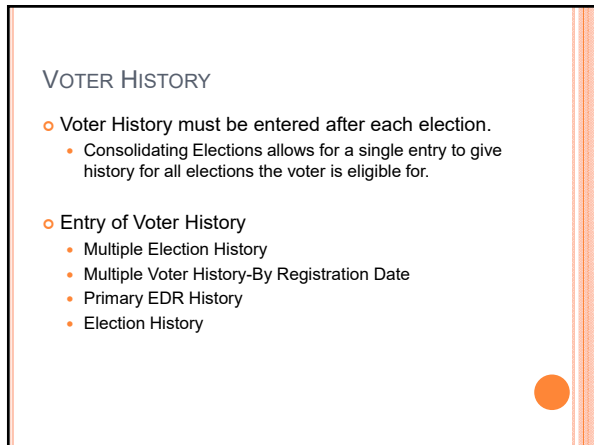 VOTER HISTORY
Voter History must be entered after each election.
Consolidating Elections allows for a single entry to give
history for all elections the voter is eligible for.
Entry of Voter History
Multiple Election History
Multiple Voter History-By Registration Date
Primary EDR History
Election History